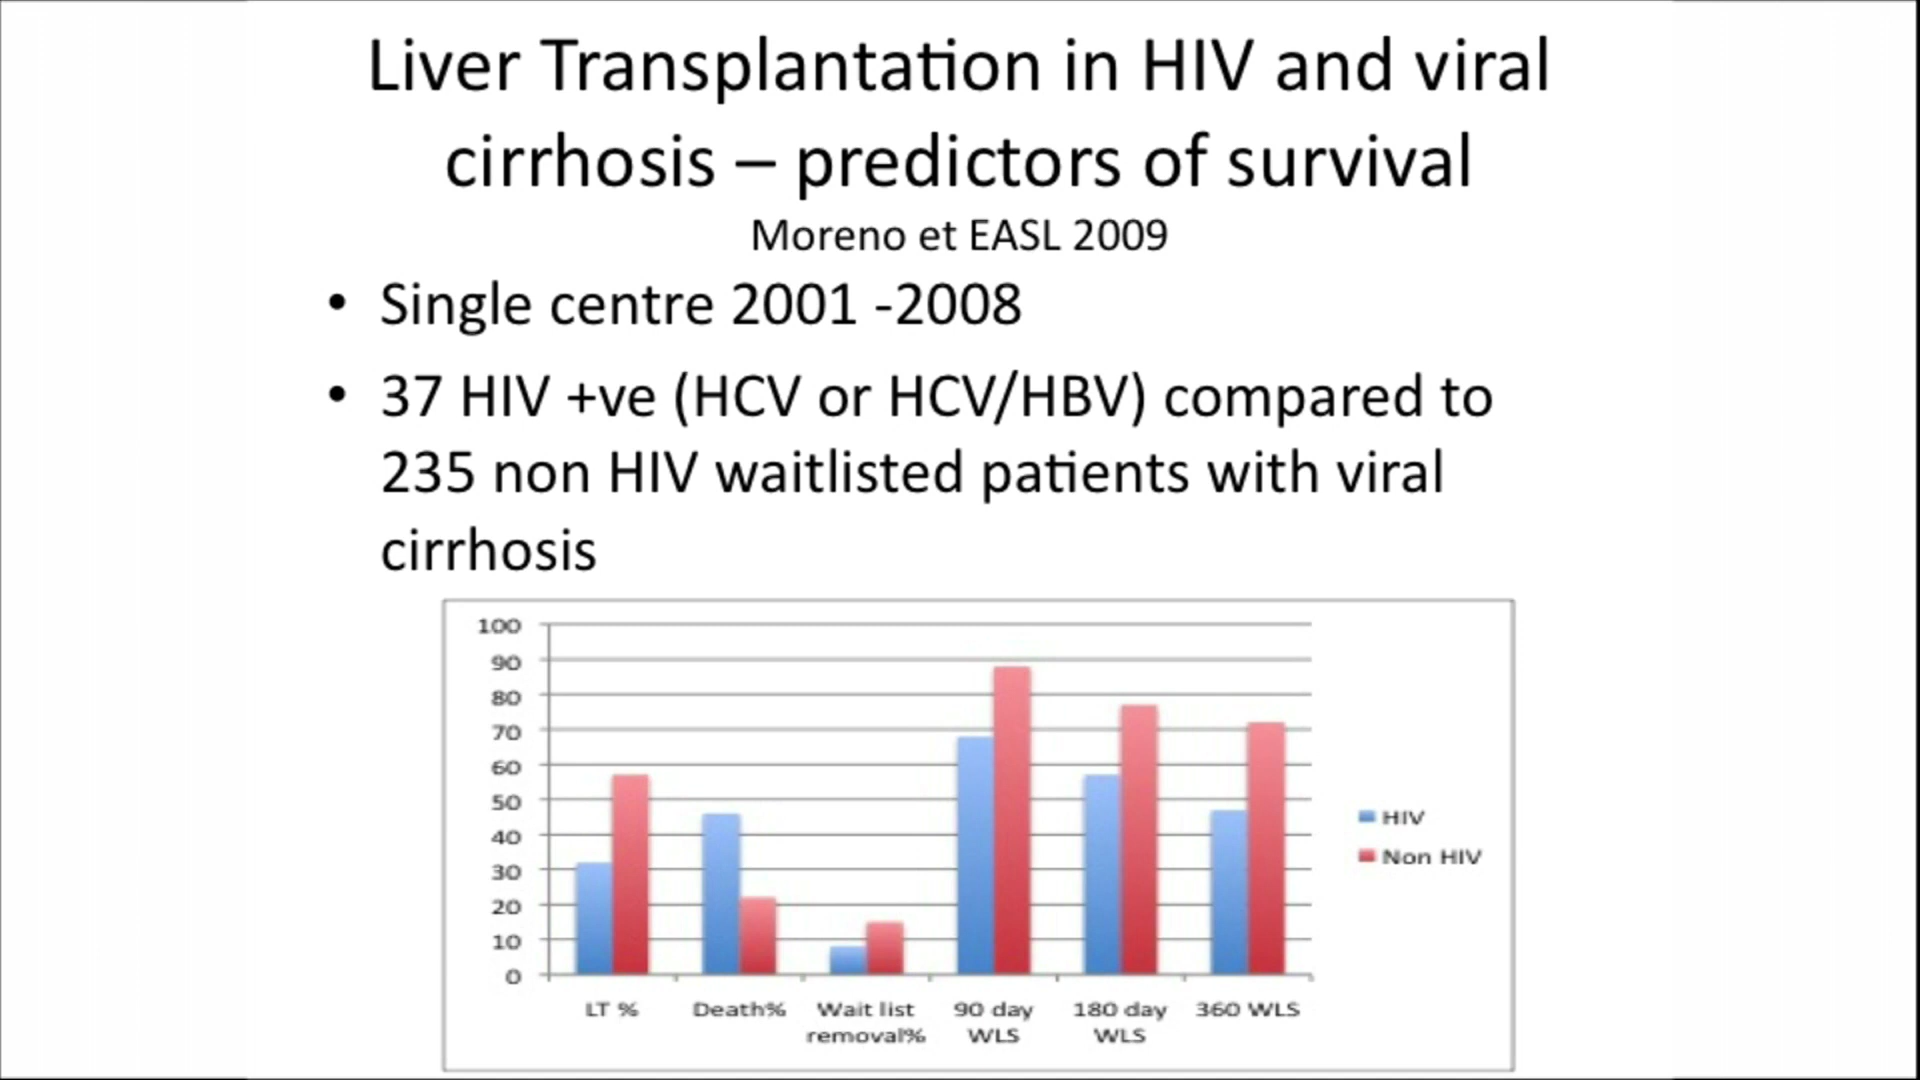 Liver Transplantation in HIV and viral
cirrhosis – predictors of survival
Moreno et EASL 2009
• Single centre 2001 -2008
• 37 HIV +ve (HCV or HCV/HBV) compared to
235 non HIV waitlisted patients with viral
cirrhosis
100
90
80
70
60
50
40
30
20
10
0
LT %
Death%
Wait list
removal%
90 day
WLS
180 day
WLS
360 WLS
HIV
Non HIV